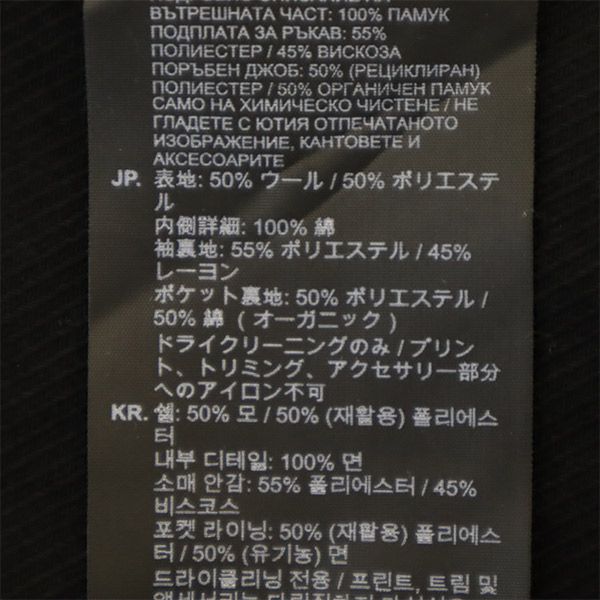 ВЪТРЕШНАТА ЧАСТ: 100% ПАМУК
ПОДПЛАТА ЗА РЪКАВ: 55%
ПОЛИЕСТЕР / 45% ВИСКОЗА
ПОРЪБЕН ДЖОБ: 50% (РЕЦИКЛИРАН)
ПОЛИЕСТЕР / 50% ОРГАНИЧЕН ПАМУК
САМО НА ХИМИЧЕСКО ЧИСТЕНЕ / НЕ
ГЛАДЕТЕ С ЮТИЯ ОТПЕЧАТАНОТО
ИЗОБРАЖЕНИЕ, КАНТОВЕТЕ И
АКСЕСОАРИТЕ
JP. 表地: 50% ウール / 50% ポリエステ
ル
内側詳細: 100% 綿
袖裏地: 55% ポリエステル / 45%
レーヨン
ポケット裏地: 50% ポリエステル /
50% 綿 ( オーガニック )
ドライクリーニングのみ / プリン
ト、トリミング、アクセサリー部分
へのアイロン不可
KR. 쉘: 50% 모 / 50% (재활용) 폴리에스
터
내부 디테일: 100% 면
소매 안감: 55% 폴리에스터 / 45%
비스코스
포켓 라이닝: 50% (재활용) 폴리에스
터 / 50% (유기농) 면
드라이클리닝 전용 / 프린트, 트림 및